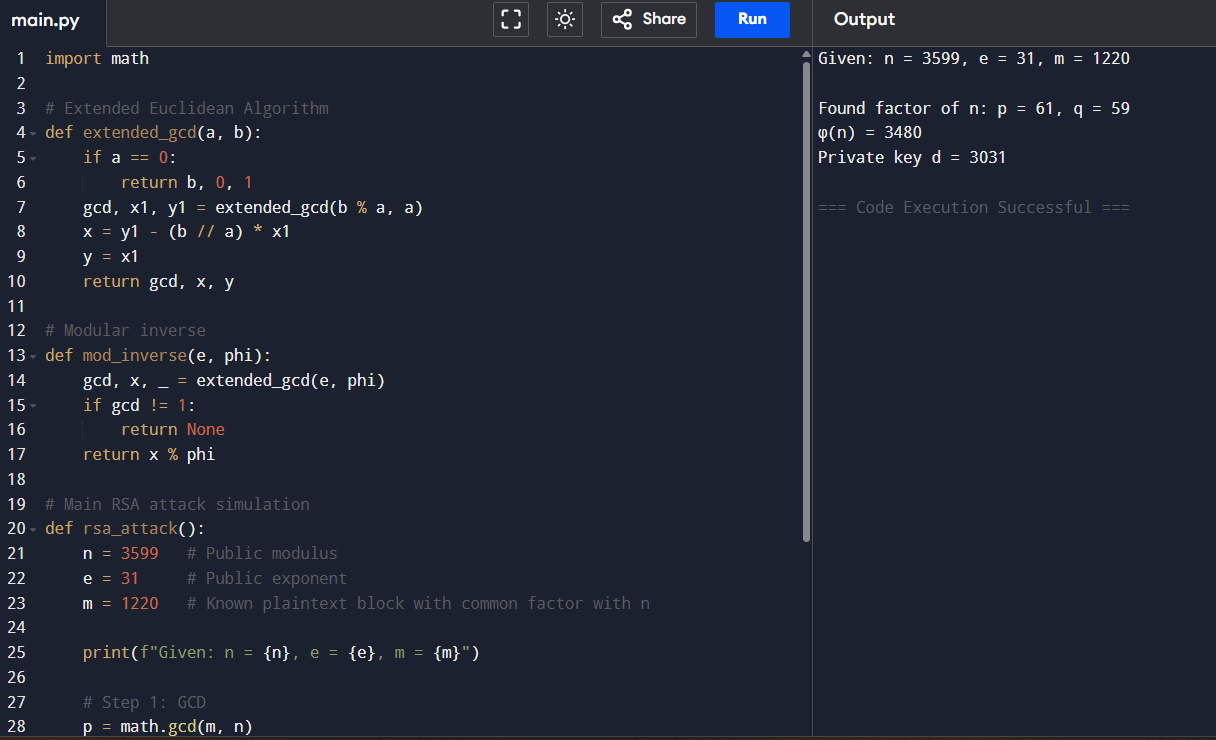 main.py
Share
Run
Output
1 import math
2
3 # Extended Euclidean Algorithm
4 def extended_gcd(a, b):
5     if a == 0:
6         return b, 0, 1
7     gcd, x1, y1 = extended_gcd(b % a, a)
8     x = y1 - (b // a) * x1
9     y = x1
10     return gcd, x, y
11
12 # Modular inverse
13 def mod_inverse(e, phi):
14     gcd, x, _ = extended_gcd(e, phi)
15     if gcd != 1:
16         return None
17     return x % phi
18
19 # Main RSA attack simulation
20 def rsa_attack():
21     n = 3599   # Public modulus
22     e = 31     # Public exponent
23     m = 1220   # Known plaintext block with common factor with n
24
25     print(f"Given: n = {n}, e = {e}, m = {m}")
26
27     # Step 1: GCD
28     p = math.gcd(m, n)
Given: n = 3599, e = 31, m = 1220
Found factor of n: p = 61, q = 59
φ(n) = 3480
Private key d = 3031
=== Code Execution Successful ===